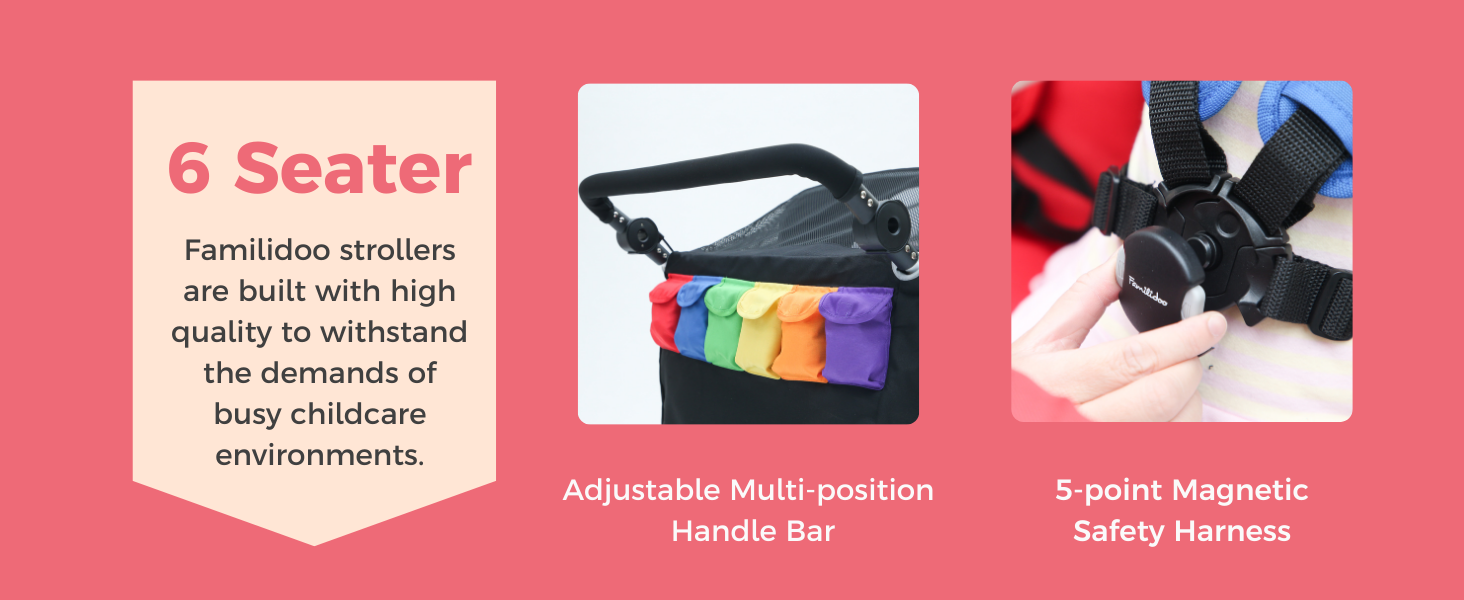 6 Seater
Familidoo strollers
are built with high
quality to withstand
the demands of
busy childcare
environments.
Adjustable Multi-position
Handle Bar
Familidoo
5-point Magnetic
Safety Harness